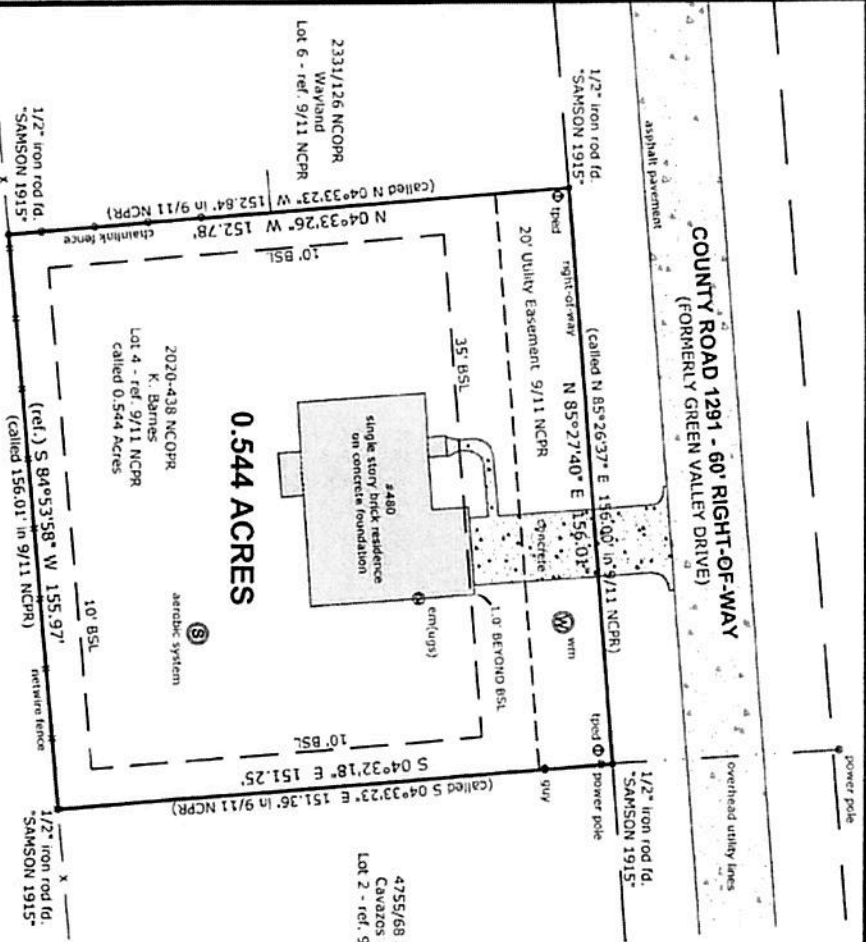 power pole
overhead utility lines
COUNTY ROAD 1291 - 60' RIGHT-OF-WAY
(FORMERLY GREEN VALLEY DRIVE)
asphalt pavement
1/2" iron rod fd.
"SAMSON 1915"
1/2" iron rod fd.
"SAMSON 1915"
tped
right-of-way
(called N 85°26'37" E 156.00' in 9/11 NCPR)
N 85°27'40" E 156.01'
tped
power pole
guy
20' Utility Easement 9/11 NCPR
concrete
wm
W
35' BSL
1.0' BEYOND BSL
em(ugs)
#480
single story brick residence
on concrete foundation
2331/126 NCOPR
Wayland
Lot 6 - ref. 9/11 NCPR
(called N 04°33'23" W 152.84' in 9/11 NCPR)
N 04°33'26" W 152.78'
chainlink fence
10' BSL
0.544 ACRES
2020-438 NCOPR
K. Barnes
Lot 4 - ref. 9/11 NCPR
called 0.544 Acres
S
aerobic system
10' BSL
10' BSL
S 04°32'18" E 151.25'
(called S 04°33'23" E 151.36' in 9/11 NCPR)
4755/68
Cavazos
Lot 2 - ref. 9
(ref.) S 84°53'58" W 155.97'
(called 156.01' in 9/11 NCPR)
netwire fence
1/2" iron rod fd.
"SAMSON 1915"
x
1/2" iron rod fd.
"SAMSON 1915"
x